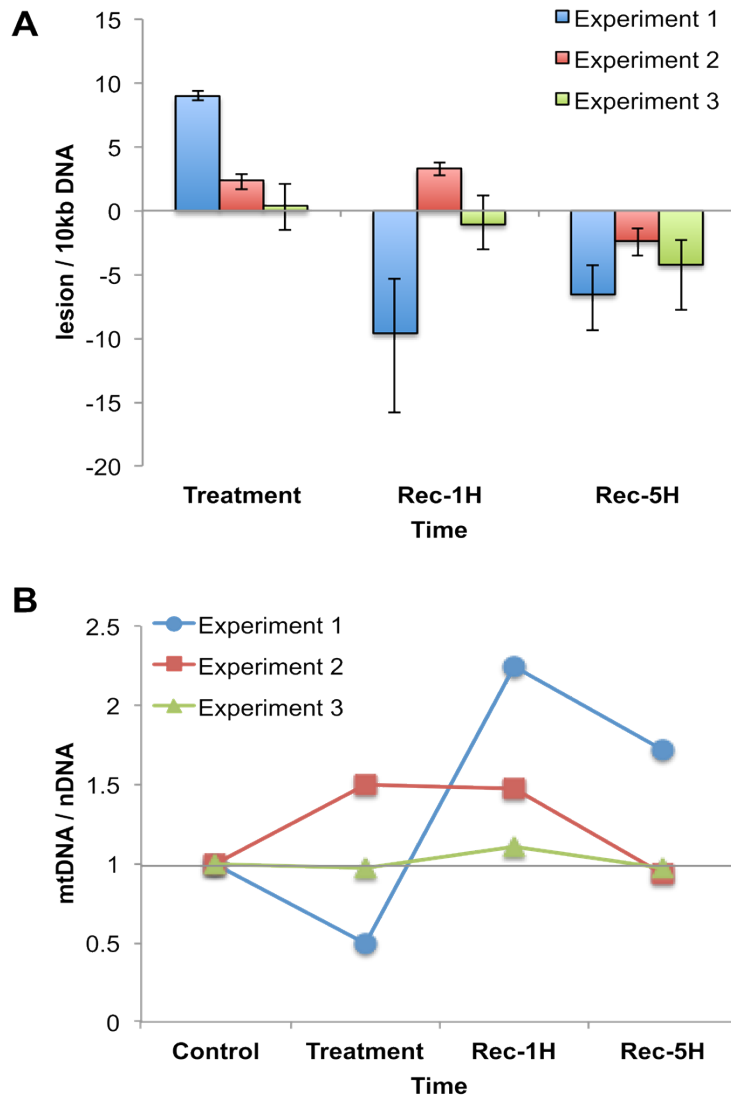 A
Experiment 1
Experiment 2
Experiment 3
lesion / 10kb DNA
15
10
5
0
-5
-10
-15
-20
Treatment Rec-1H Rec-5H
Time
B
Experiment 1
Experiment 2
Experiment 3
mtDNA / nDNA
2.5
2
1.5
1
0.5
0
Control Treatment Rec-1H Rec-5H
Time